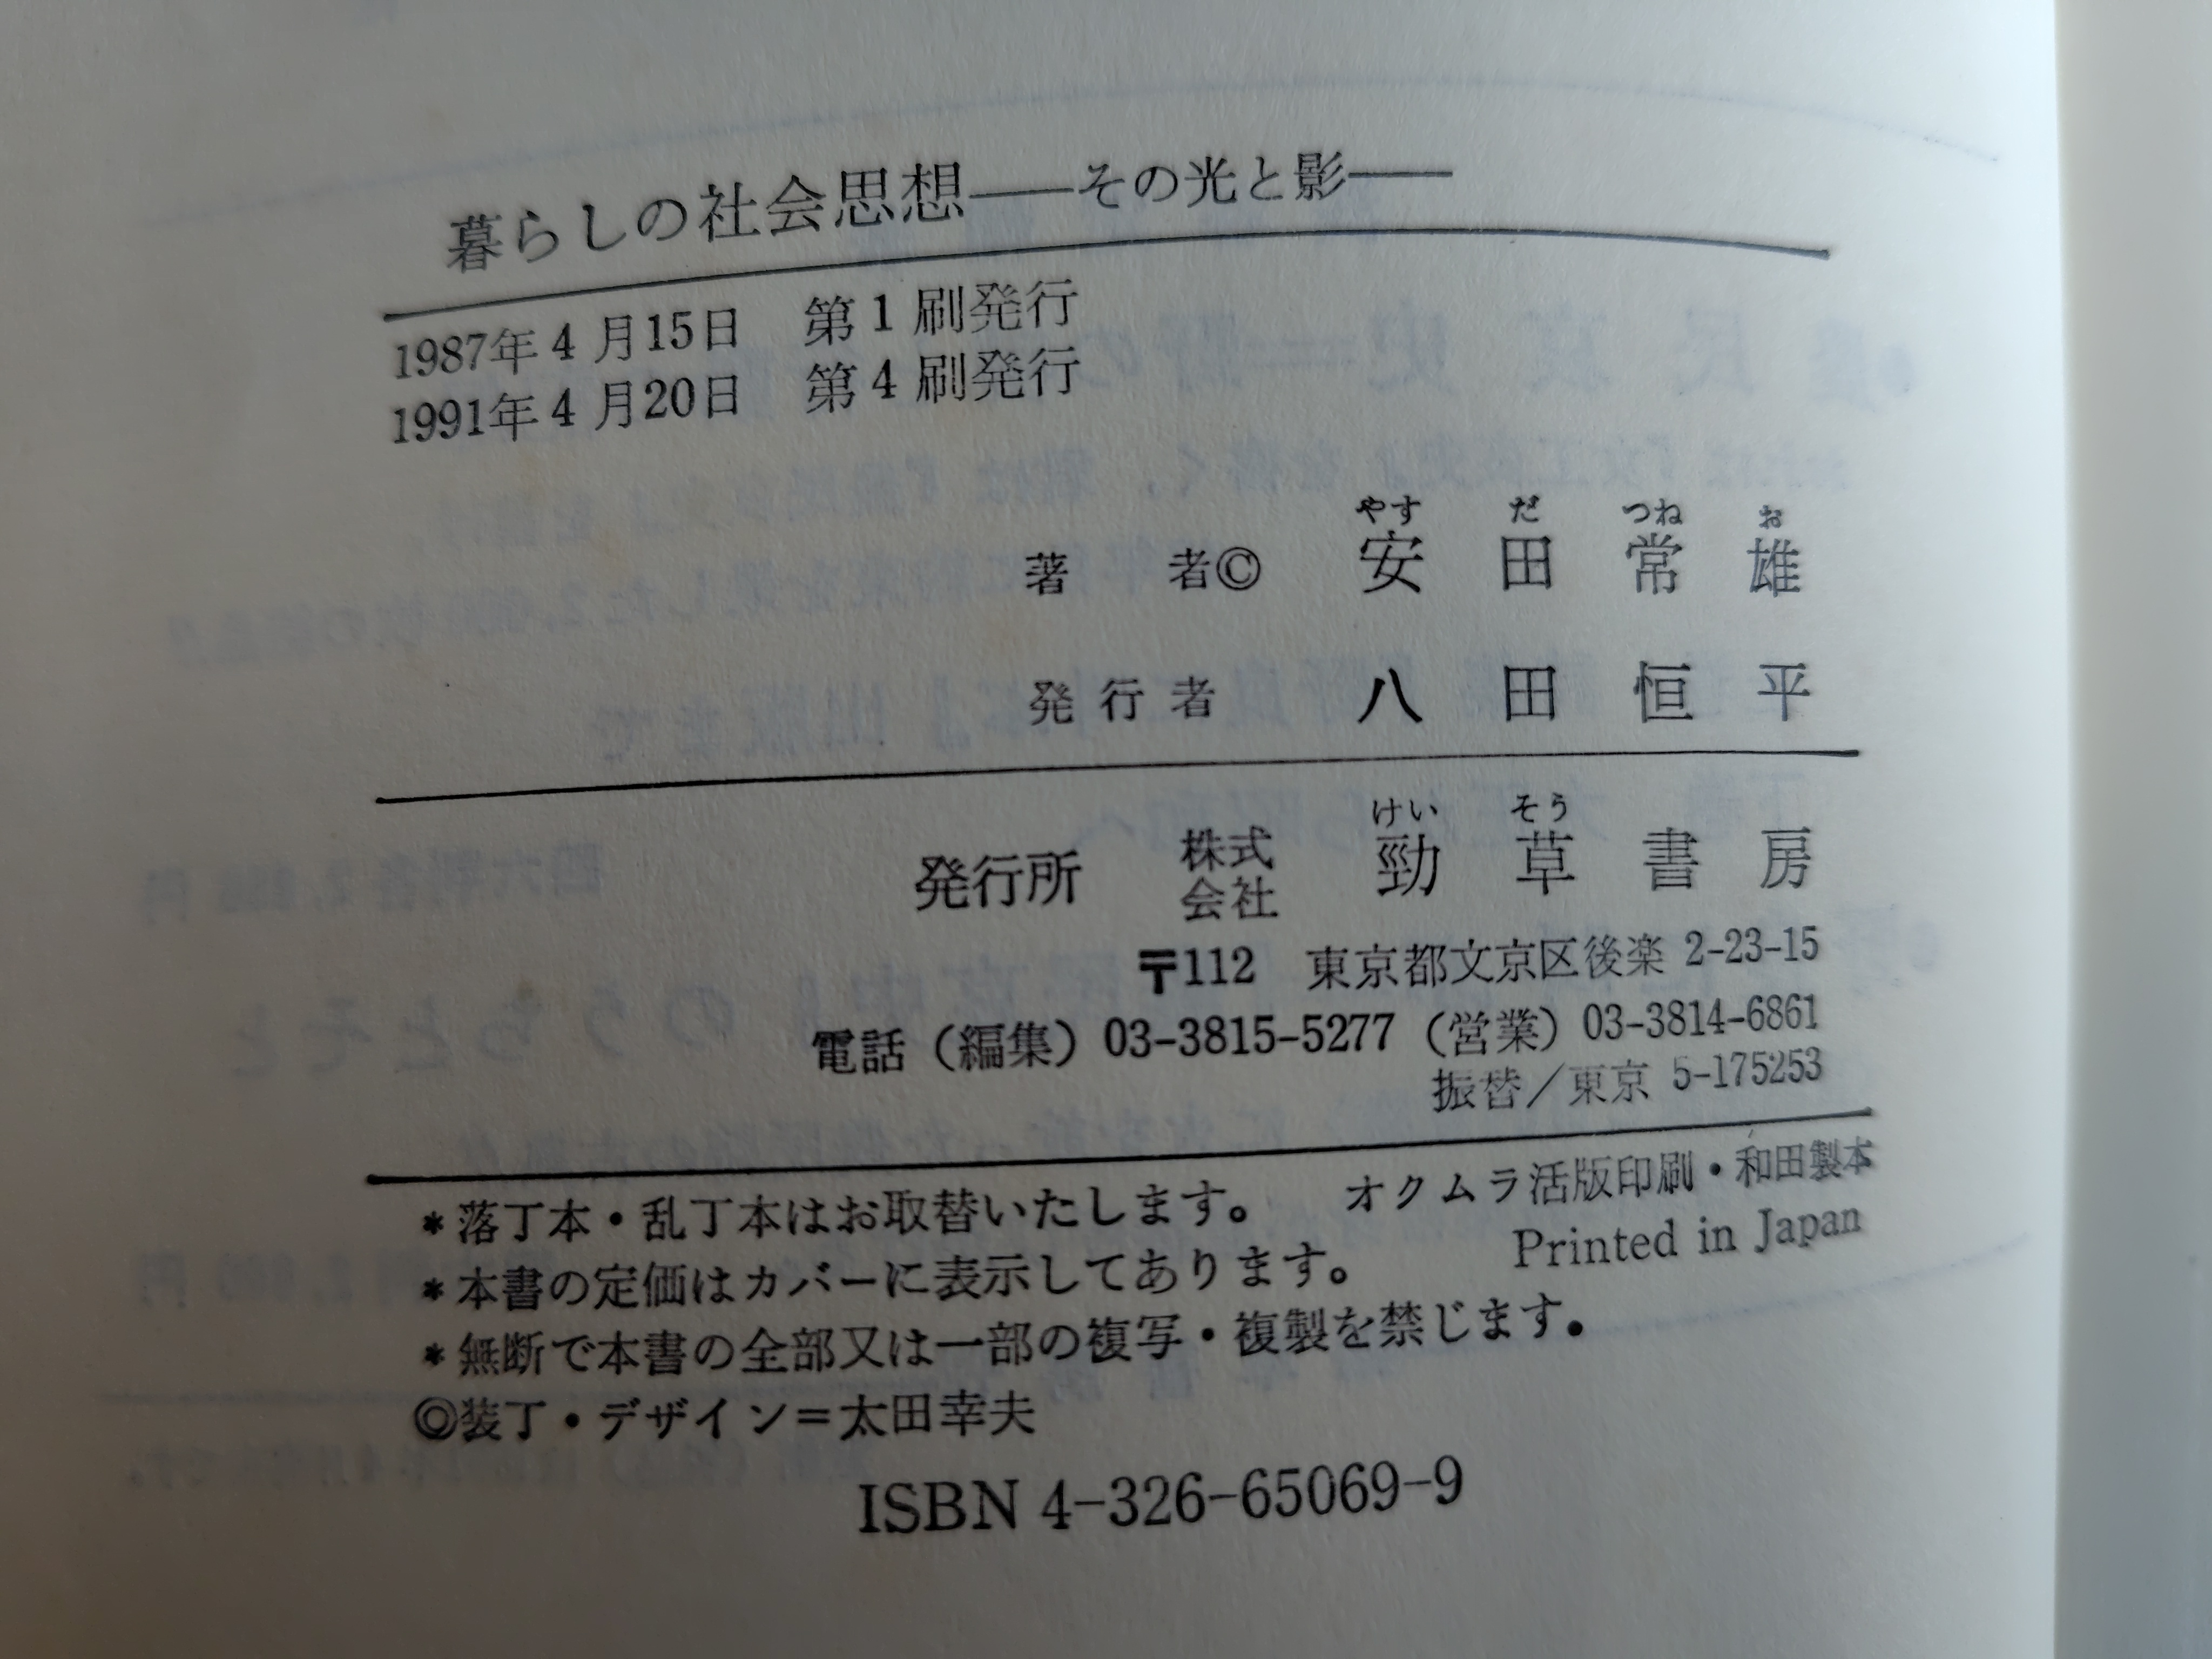 暮らしの社会思想――その光と影――
1987年4月15日　第1刷発行
1991年4月20日　第4刷発行
やす だ つね お
著　者©　安田常雄
発行者　八田恒平
けい そう
発行所　株式会社　勁草書房
〒112　東京都文京区後楽 2-23-15
電話（編集）03-3815-5277（営業）03-3814-6861
振替／東京 5-175253
＊落丁本・乱丁本はお取替いたします。　オクムラ活版印刷・和田製本
＊本書の定価はカバーに表示してあります。　Printed in Japan
＊無断で本書の全部又は一部の複写・複製を禁じます。
◎装丁・デザイン＝太田幸夫
ISBN 4-326-65069-9